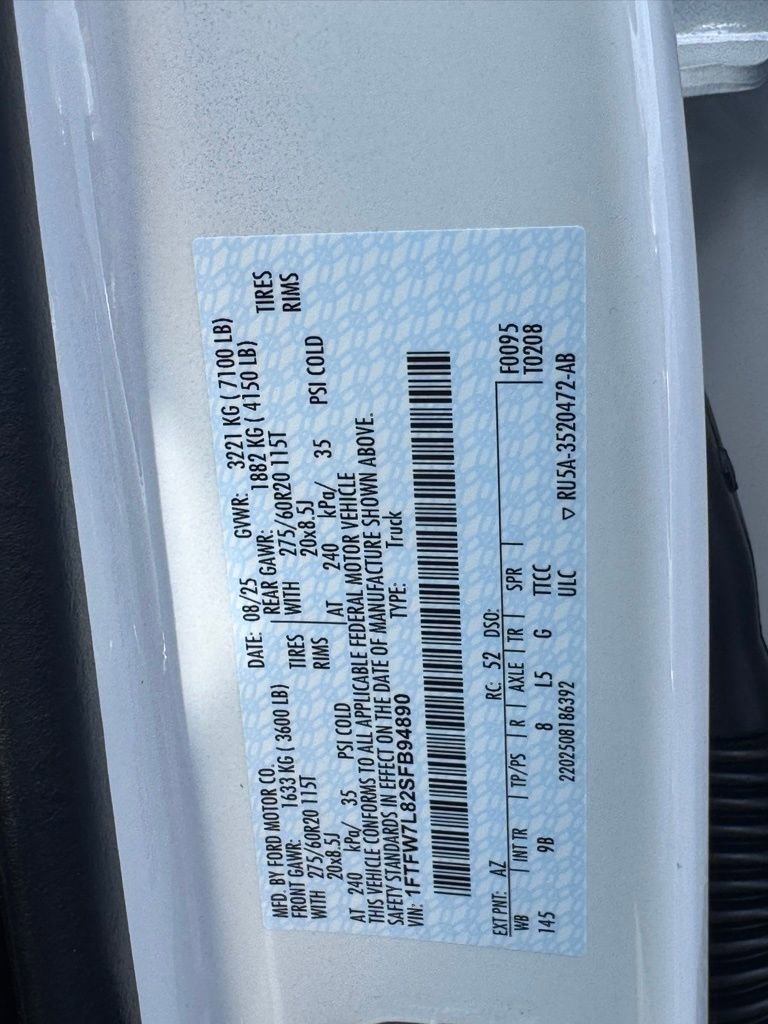 MFD. BY FORD MOTOR CO. DATE: 08/25 GVWR: 3221 KG ( 7100 LB)
FRONT GAWR: 1633 KG ( 3600 LB) REAR GAWR: 1882 KG ( 4150 LB)
WITH 275/60R20 115T TIRES WITH 275/60R20 115T TIRES
20x8.5J RIMS 20x8.5J RIMS
AT 240 kPa/ 35 PSI COLD AT 240 kPa/ 35 PSI COLD
THIS VEHICLE CONFORMS TO ALL APPLICABLE FEDERAL MOTOR VEHICLE
SAFETY STANDARDS IN EFFECT ON THE DATE OF MANUFACTURE SHOWN ABOVE.
VIN: 1FTFW7L82SFB94890 TYPE: Truck
EXT PNT: AZ RC: 52 DSO: F0095
WB INT TR TP/PS R AXLE TR SPR T0208
145 9B 8 L5 G TTCC
2202508186392 ULC ▽ RU5A-3520472-AB